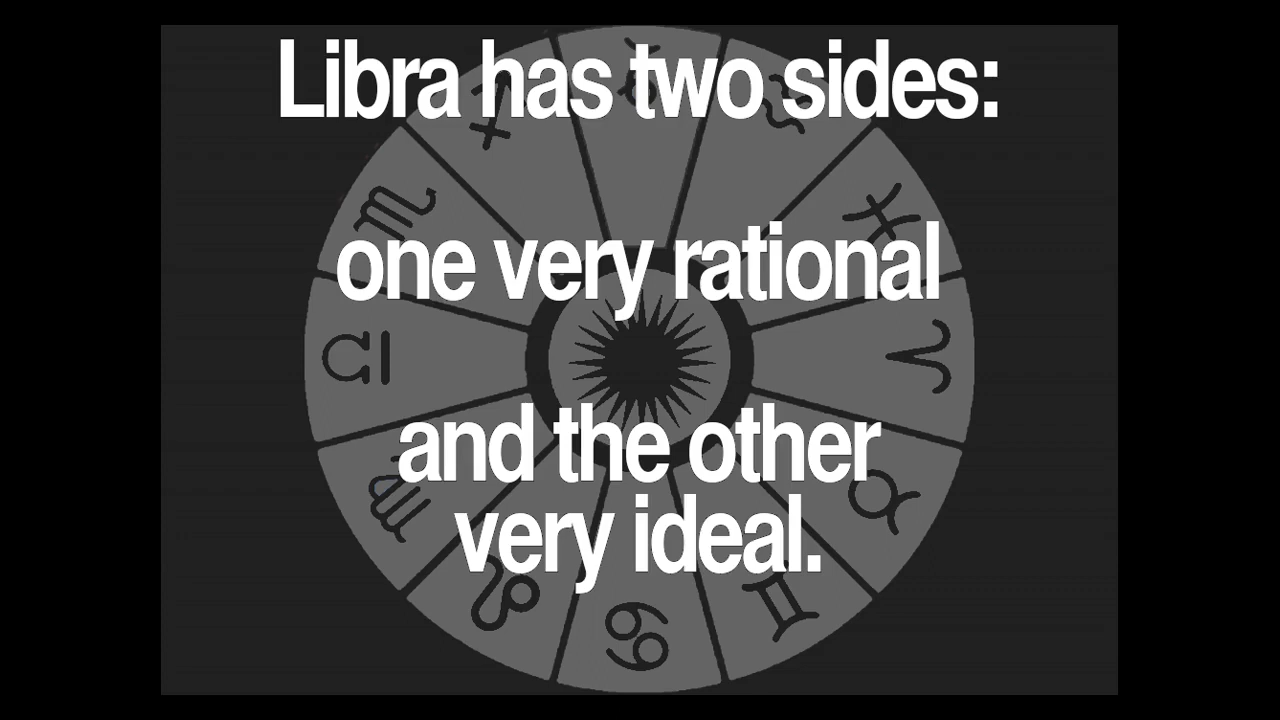 Libra has two sides:
one very rational
and the other
very ideal.